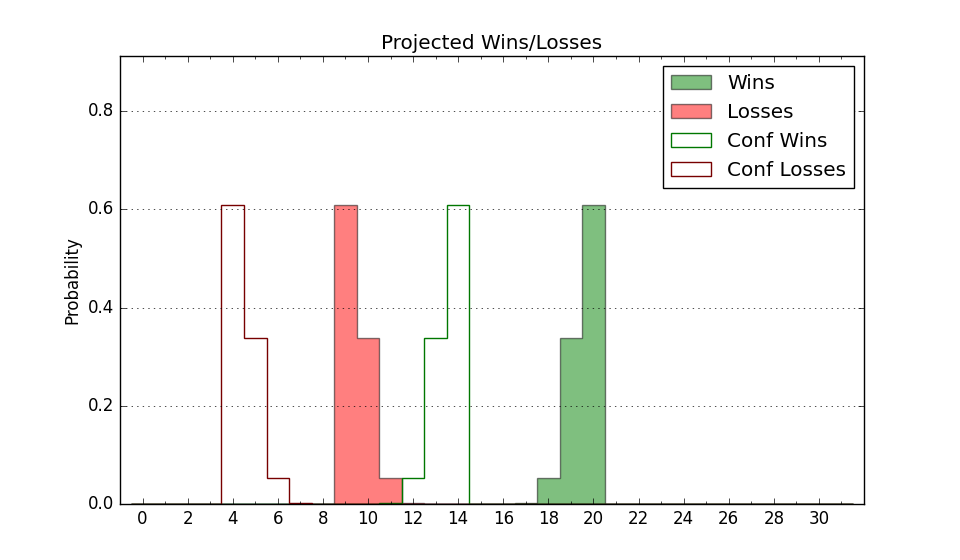 Projected Wins/Losses
Wins
Losses
Conf Wins
Conf Losses
Probability
0.8
0.6
0.4
0.2
0.0
0 2 4 6 8 10 12 14 16 18 20 22 24 26 28 30